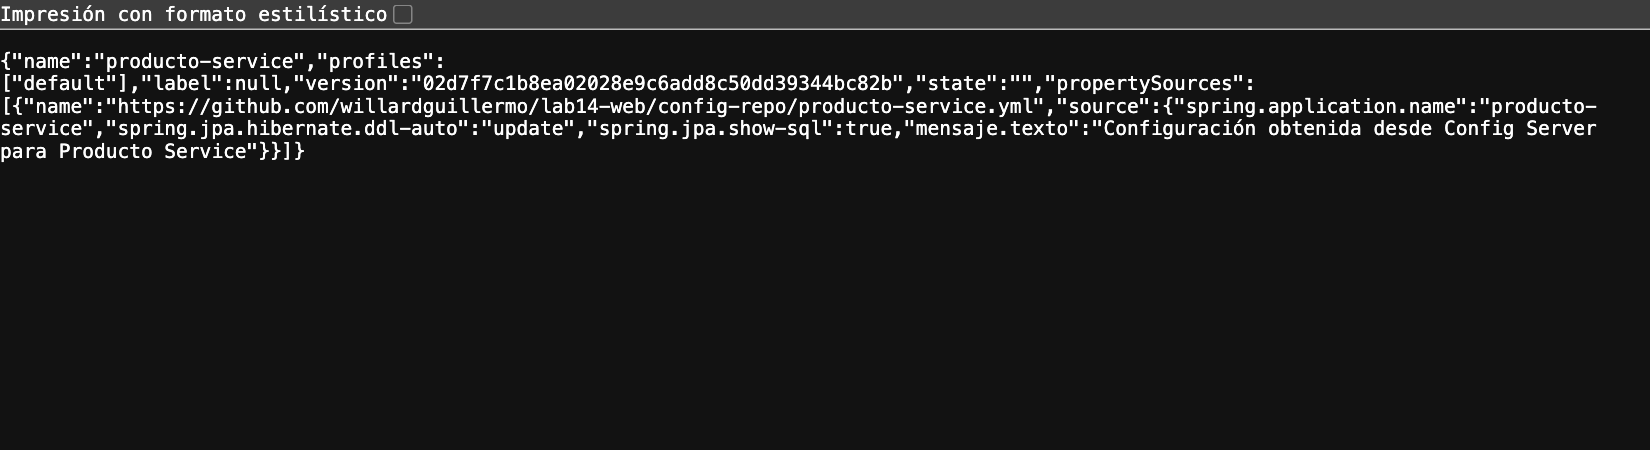 Impresión con formato estilístico
{"name":"producto-service","profiles":
["default"],"label":null,"version":"02d7f7c1b8ea02028e9c6add8c50dd39344bc82b","state":"","propertySources":
[{"name":"https://github.com/willardguillermo/lab14-web/config-repo/producto-service.yml","source":{"spring.application.name":"producto-
service","spring.jpa.hibernate.ddl-auto":"update","spring.jpa.show-sql":true,"mensaje.texto":"Configuración obtenida desde Config Server
para Producto Service"}}]}